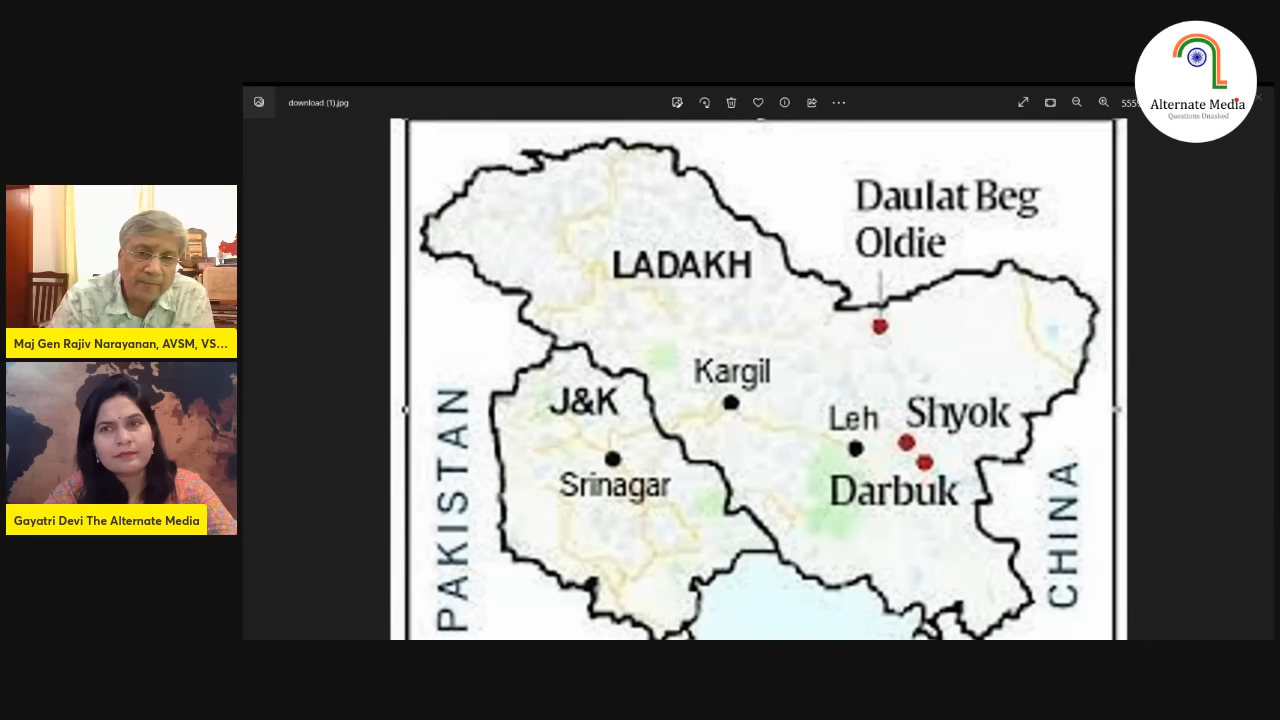 Alternate Media
Questions Unasked
download (1).jpg
555%
Daulat Beg
Oldie
LADAKH
Kargil
J&K
Leh
Shyok
Srinagar
Darbuk
PAKISTAN
CHINA
Maj Gen Rajiv Narayanan, AVSM, VS...
Gayatri Devi The Alternate Media